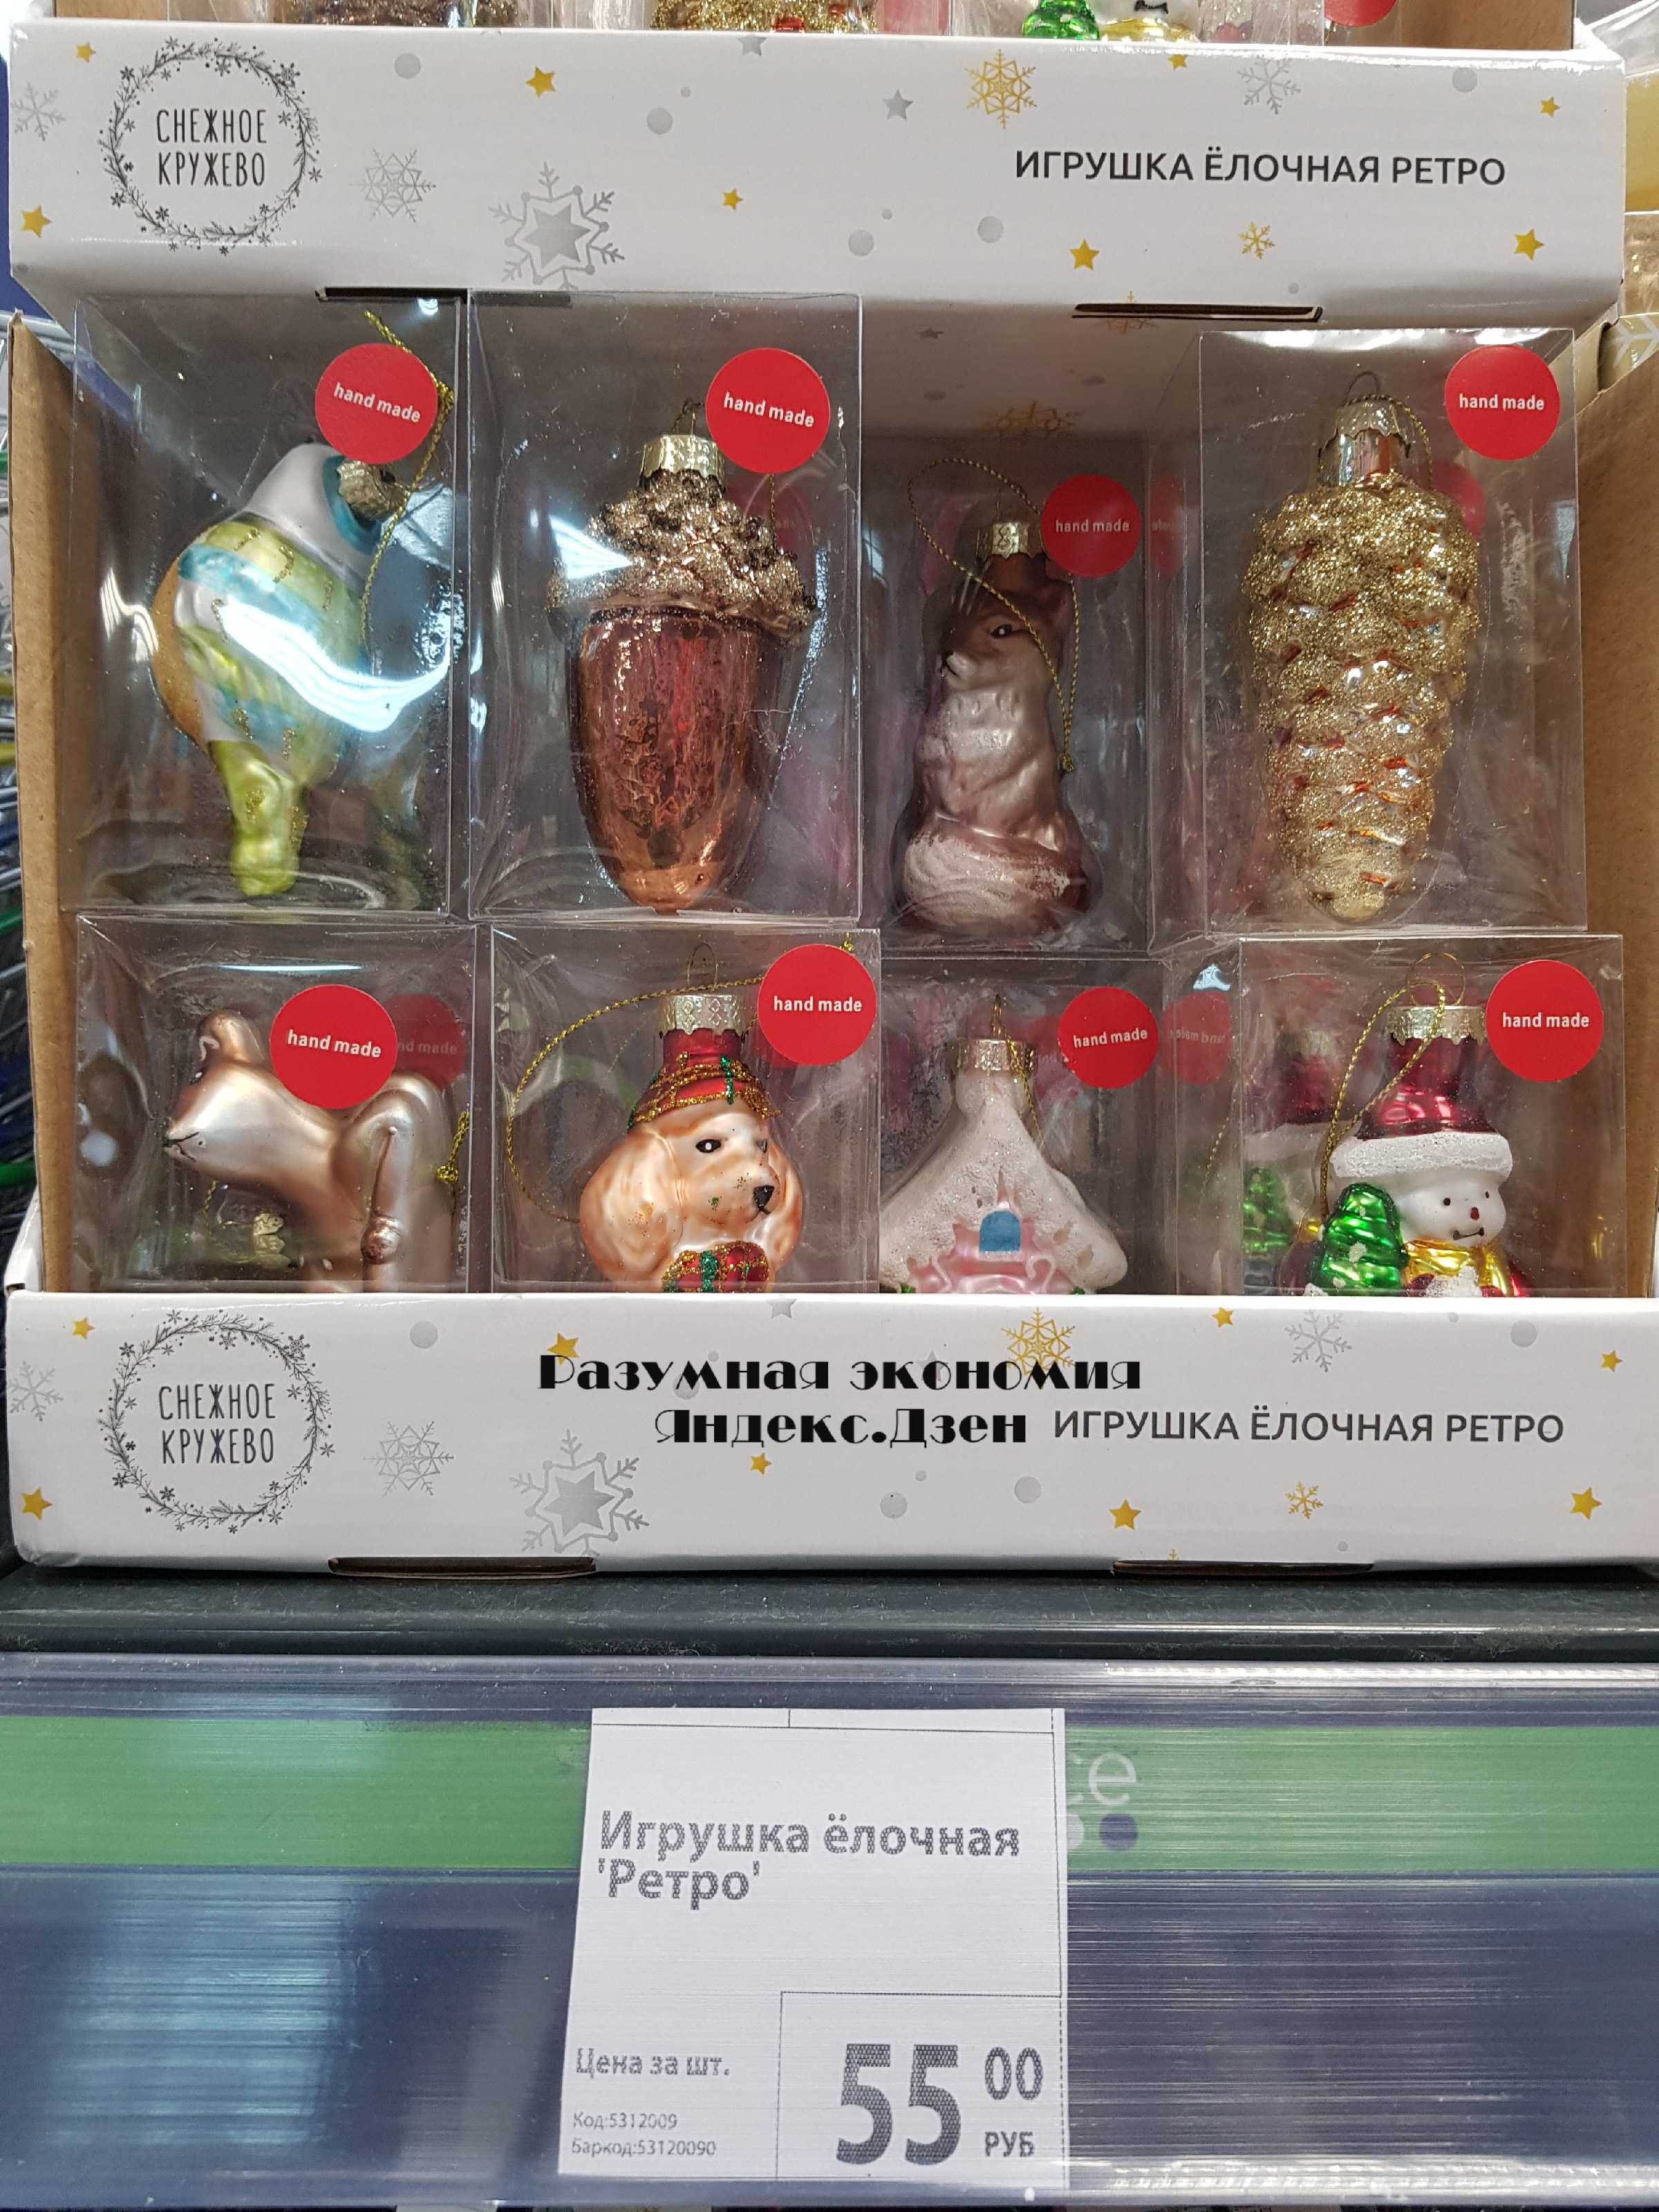 СНЕЖНОЕ
КРУЖЕВО
ИГРУШКА ЁЛОЧНАЯ РЕТРО
hand made
hand made
hand made
hand made
hand made
nd made
hand made
hand made
hand made
СНЕЖНОЕ
КРУЖЕВО
Разумная экономия
Яндекс.Дзен
ИГРУШКА ЁЛОЧНАЯ РЕТРО
Игрушка ёлочная
'Ретро'
Цена за шт.
55 00
РУБ
Код:5312009
Баркод:53120090